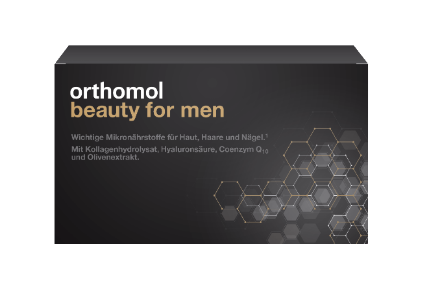 orthomol
beauty for men
Wichtige Mikronährstoffe für Haut, Haare und Nägel.¹
Mit Kollagenhydrolysat, Hyaluronsäure, Coenzym Q₁₀
und Olivenextrakt.